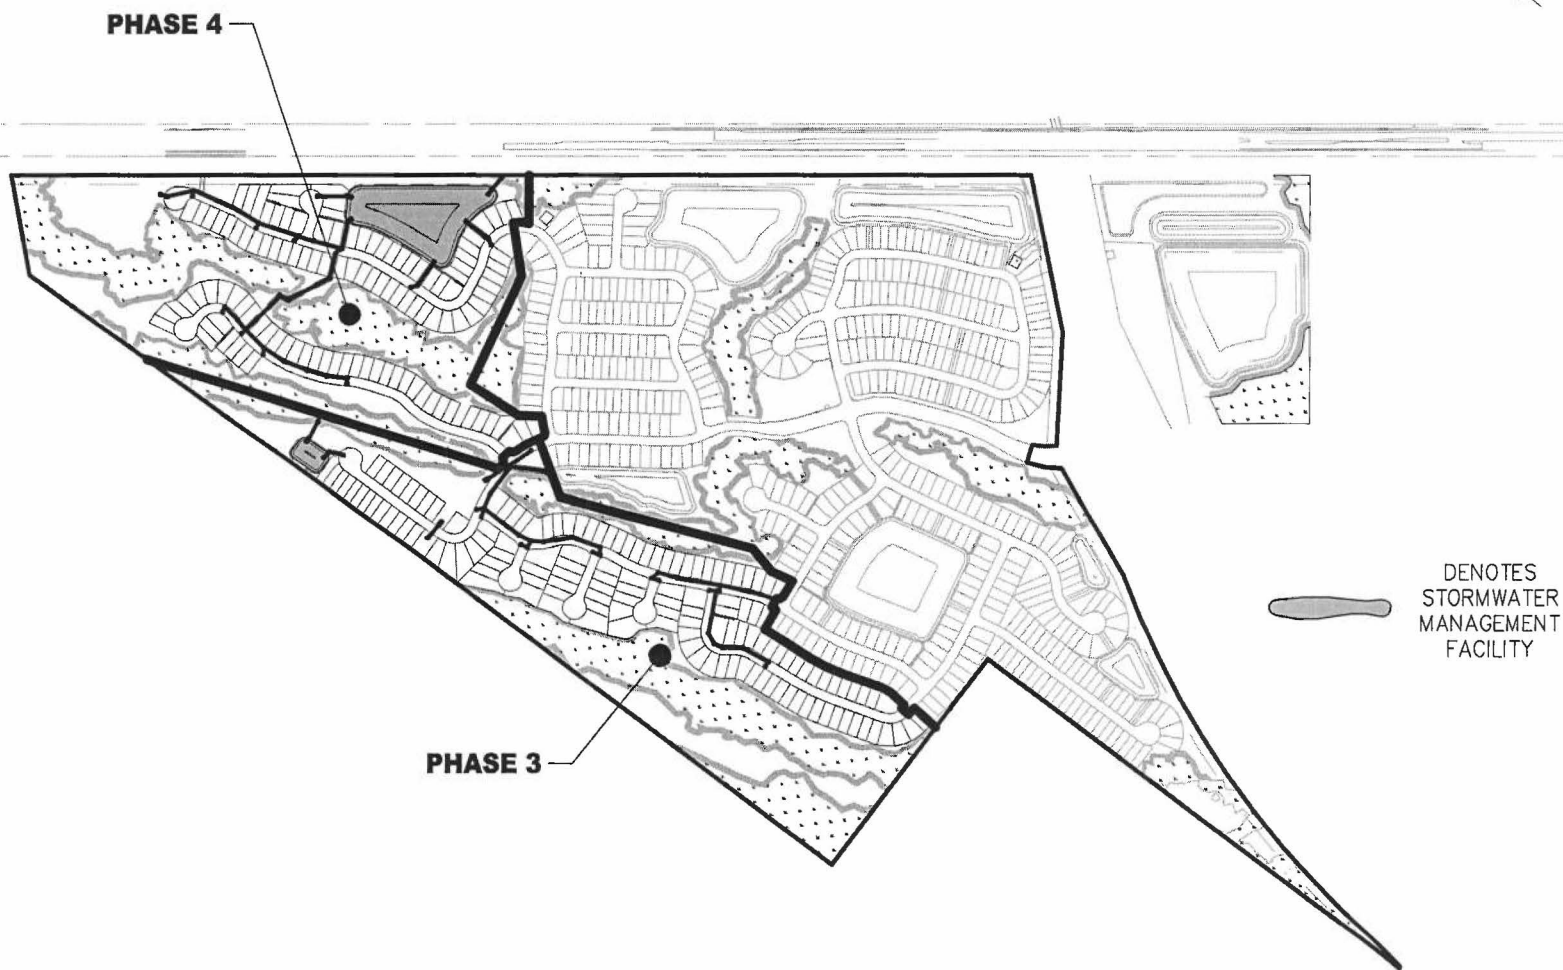 PHASE 4
DENOTES
STORMWATER
MANAGEMENT
FACILITY
PHASE 3